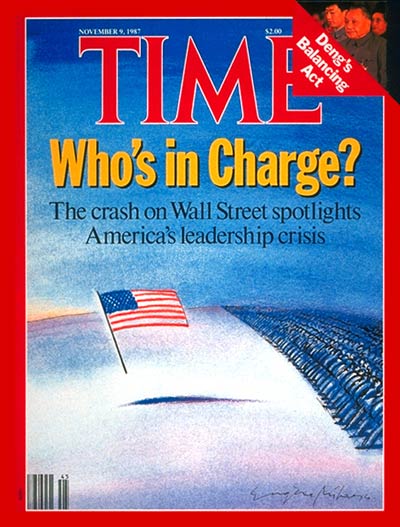 NOVEMBER 9, 1987
$2.00
TIME
Deng's
Balancing
Act
Who's in Charge?
The crash on Wall Street spotlights
America's leadership crisis
45